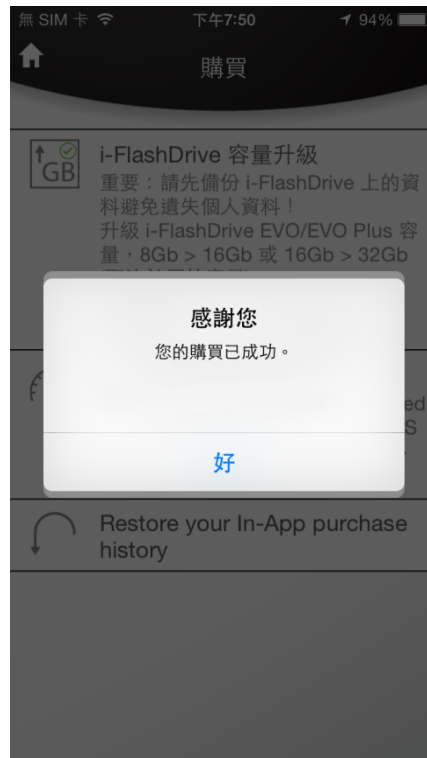 無 SIM 卡 下午7:50 94%
購買
GB
i-FlashDrive 容量升級
重要：請先備份 i-FlashDrive 上的資
料避免遺失個人資料！
升級 i-FlashDrive EVO/EVO Plus 容
量，8Gb > 16Gb 或 16Gb > 32Gb
感謝您
您的購買已成功。
ed
S
好
Restore your In-App purchase
history